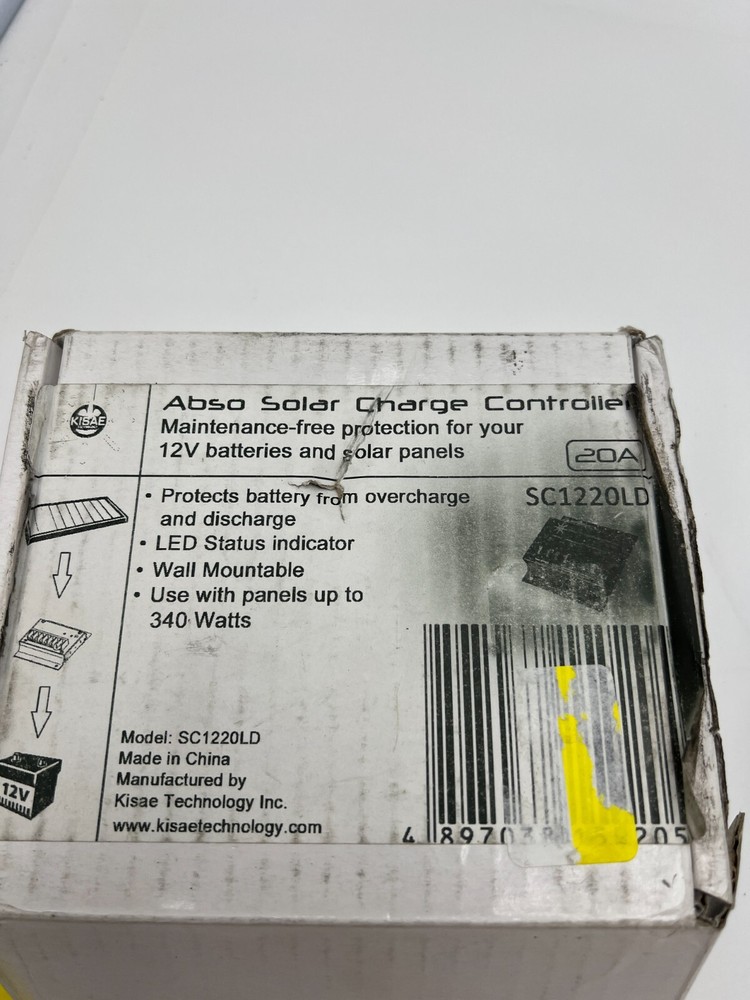 KISAE
Abso Solar Charge Controller
Maintenance-free protection for your
12V batteries and solar panels
20A
• Protects battery from overcharge
and discharge
• LED Status indicator
• Wall Mountable
• Use with panels up to
340 Watts
SC1220LD
12V
Model: SC1220LD
Made in China
Manufactured by
Kisae Technology Inc.
www.kisaetechnology.com